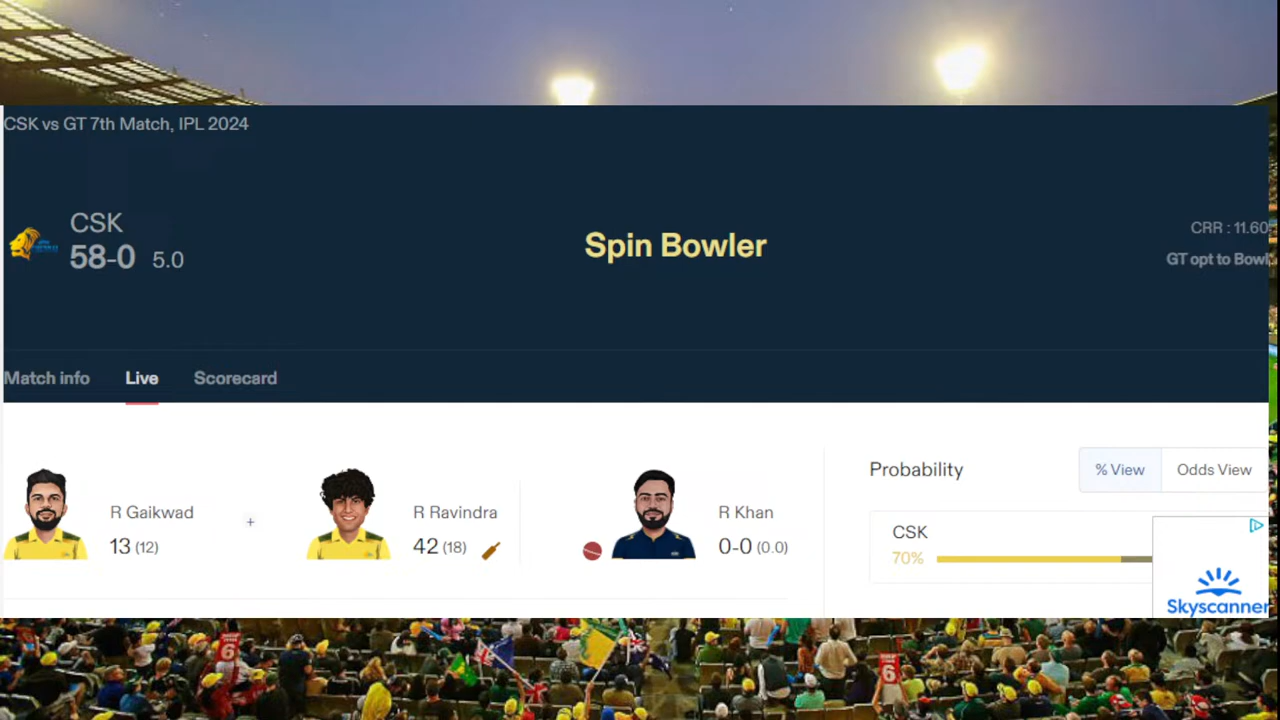 CSK vs GT 7th Match, IPL 2024
CSK
58-0 5.0
Spin Bowler
CRR : 11.60
GT opt to Bowl
Match info Live Scorecard
R Gaikwad
13 (12)
+
R Ravindra
42 (18)
R Khan
0-0 (0.0)
Probability
% View Odds View
CSK
70%
Skyscanner
6
6